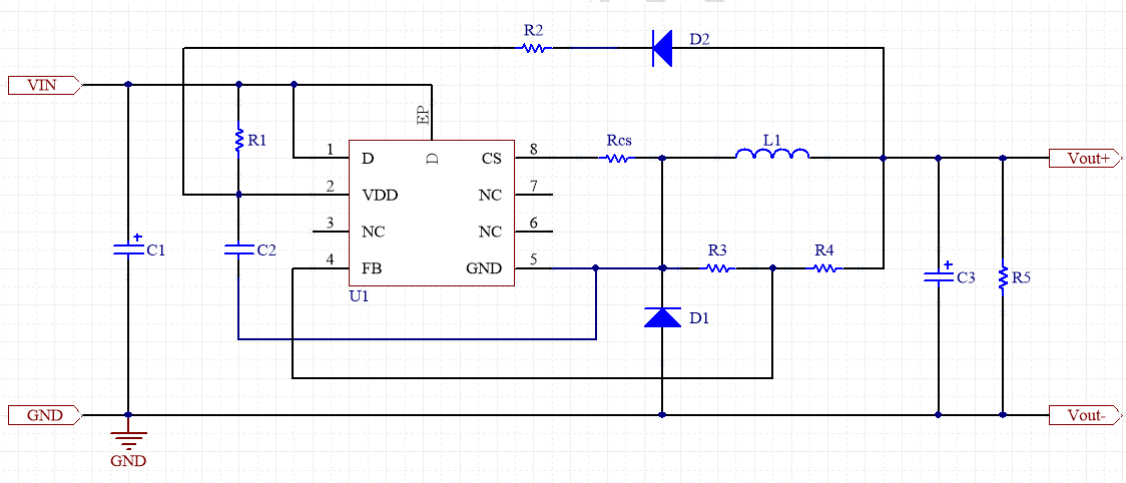 R2
D2
VIN
EP
R1
1
D
D
CS
8
Rcs
L1
Vout+
2
VDD
NC
7
3
NC
NC
6
C1
C2
4
FB
GND
5
R3
R4
C3
R5
U1
D1
GND
Vout-
GND